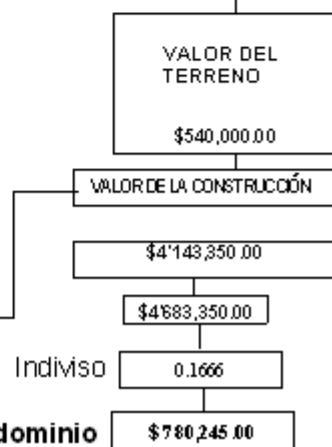 VALOR DEL
TERRENO
$540,000.00
VALOR DE LA CONSTRUCCIÓN
$4'143,350.00
$4'683,350.00
Indiviso 0.1666
dominio $780,245.00